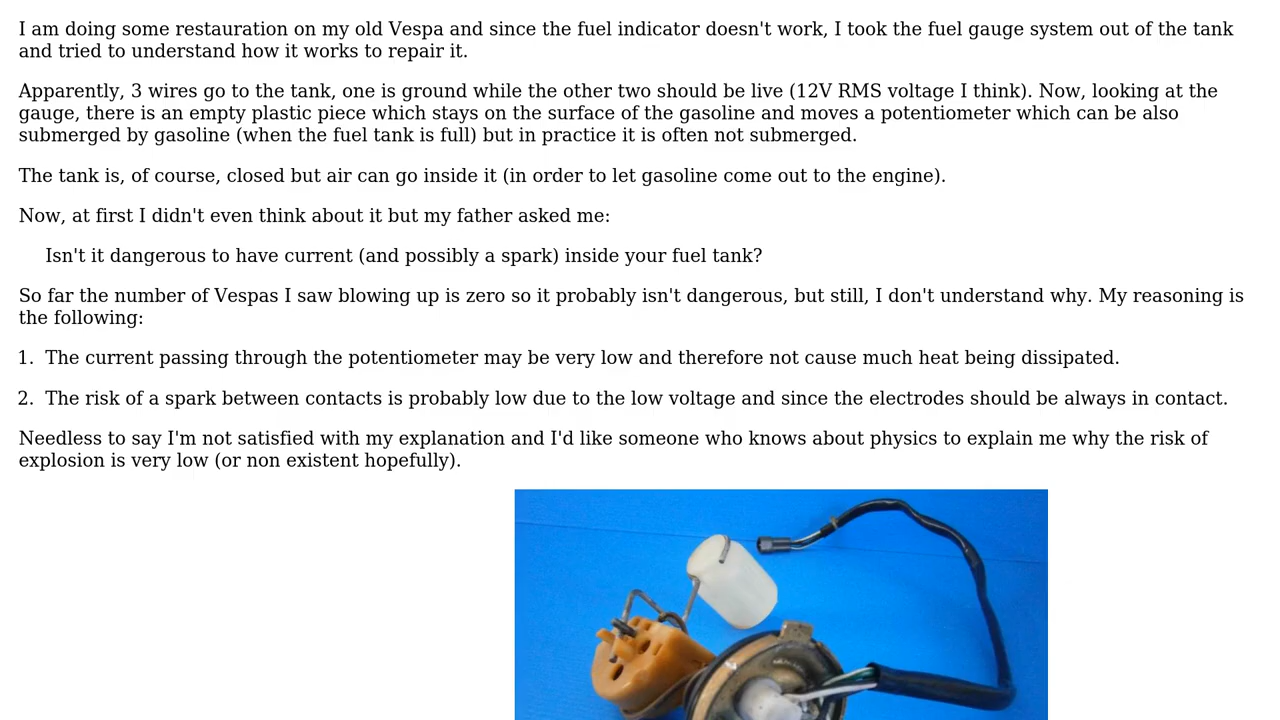 I am doing some restauration on my old Vespa and since the fuel indicator doesn't work, I took the fuel gauge system out of the tank
and tried to understand how it works to repair it.
Apparently, 3 wires go to the tank, one is ground while the other two should be live (12V RMS voltage I think). Now, looking at the
gauge, there is an empty plastic piece which stays on the surface of the gasoline and moves a potentiometer which can be also
submerged by gasoline (when the fuel tank is full) but in practice it is often not submerged.
The tank is, of course, closed but air can go inside it (in order to let gasoline come out to the engine).
Now, at first I didn't even think about it but my father asked me:
Isn't it dangerous to have current (and possibly a spark) inside your fuel tank?
So far the number of Vespas I saw blowing up is zero so it probably isn't dangerous, but still, I don't understand why. My reasoning is
the following:
1. The current passing through the potentiometer may be very low and therefore not cause much heat being dissipated.
2. The risk of a spark between contacts is probably low due to the low voltage and since the electrodes should be always in contact.
Needless to say I'm not satisfied with my explanation and I'd like someone who knows about physics to explain me why the risk of
explosion is very low (or non existent hopefully).